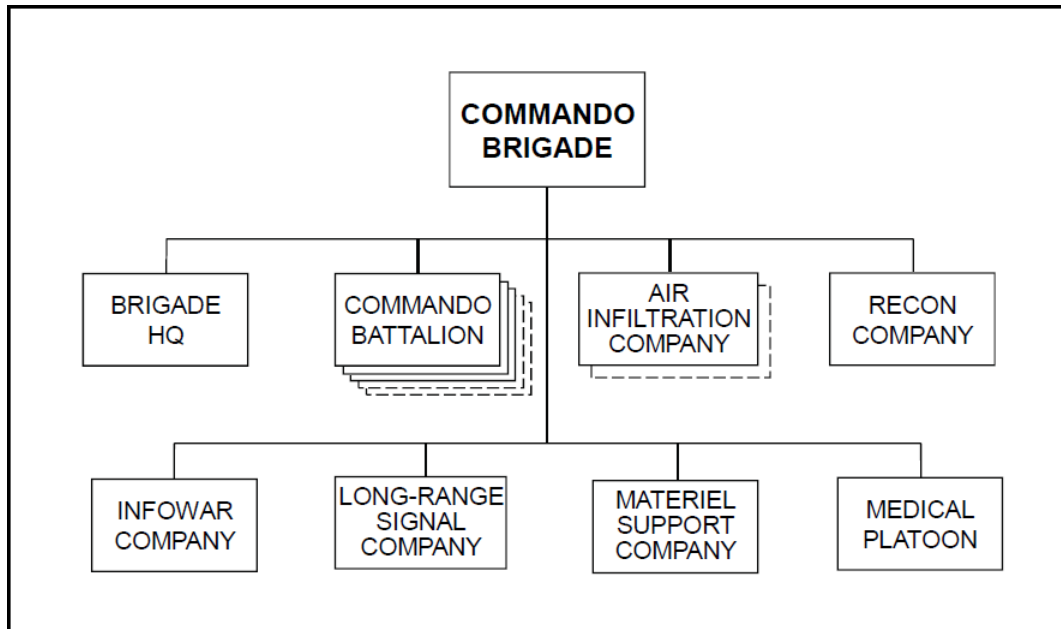 COMMANDO
BRIGADE
BRIGADE
HQ
COMMANDO
BATTALION
AIR
INFILTRATION
COMPANY
RECON
COMPANY
INFOWAR
COMPANY
LONG-RANGE
SIGNAL
COMPANY
MATERIEL
SUPPORT
COMPANY
MEDICAL
PLATOON